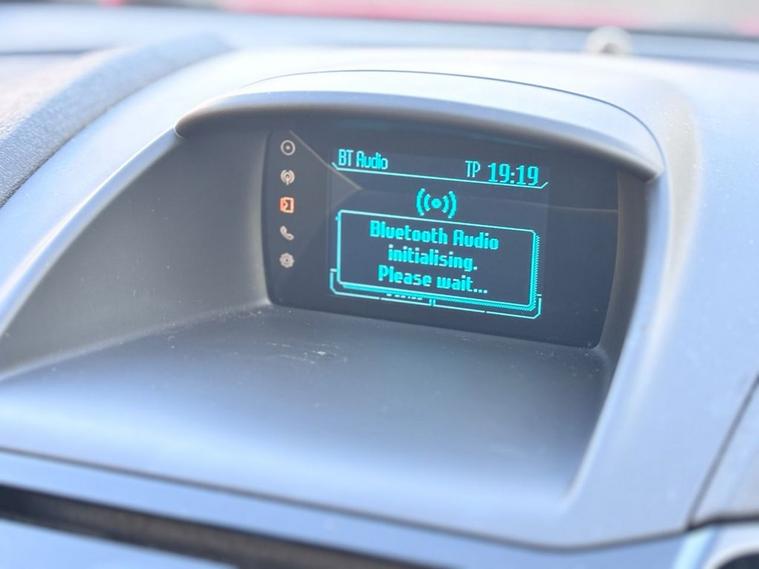 BT Audio TP 19:19
Bluetooth Audio
initialising.
Please wait...